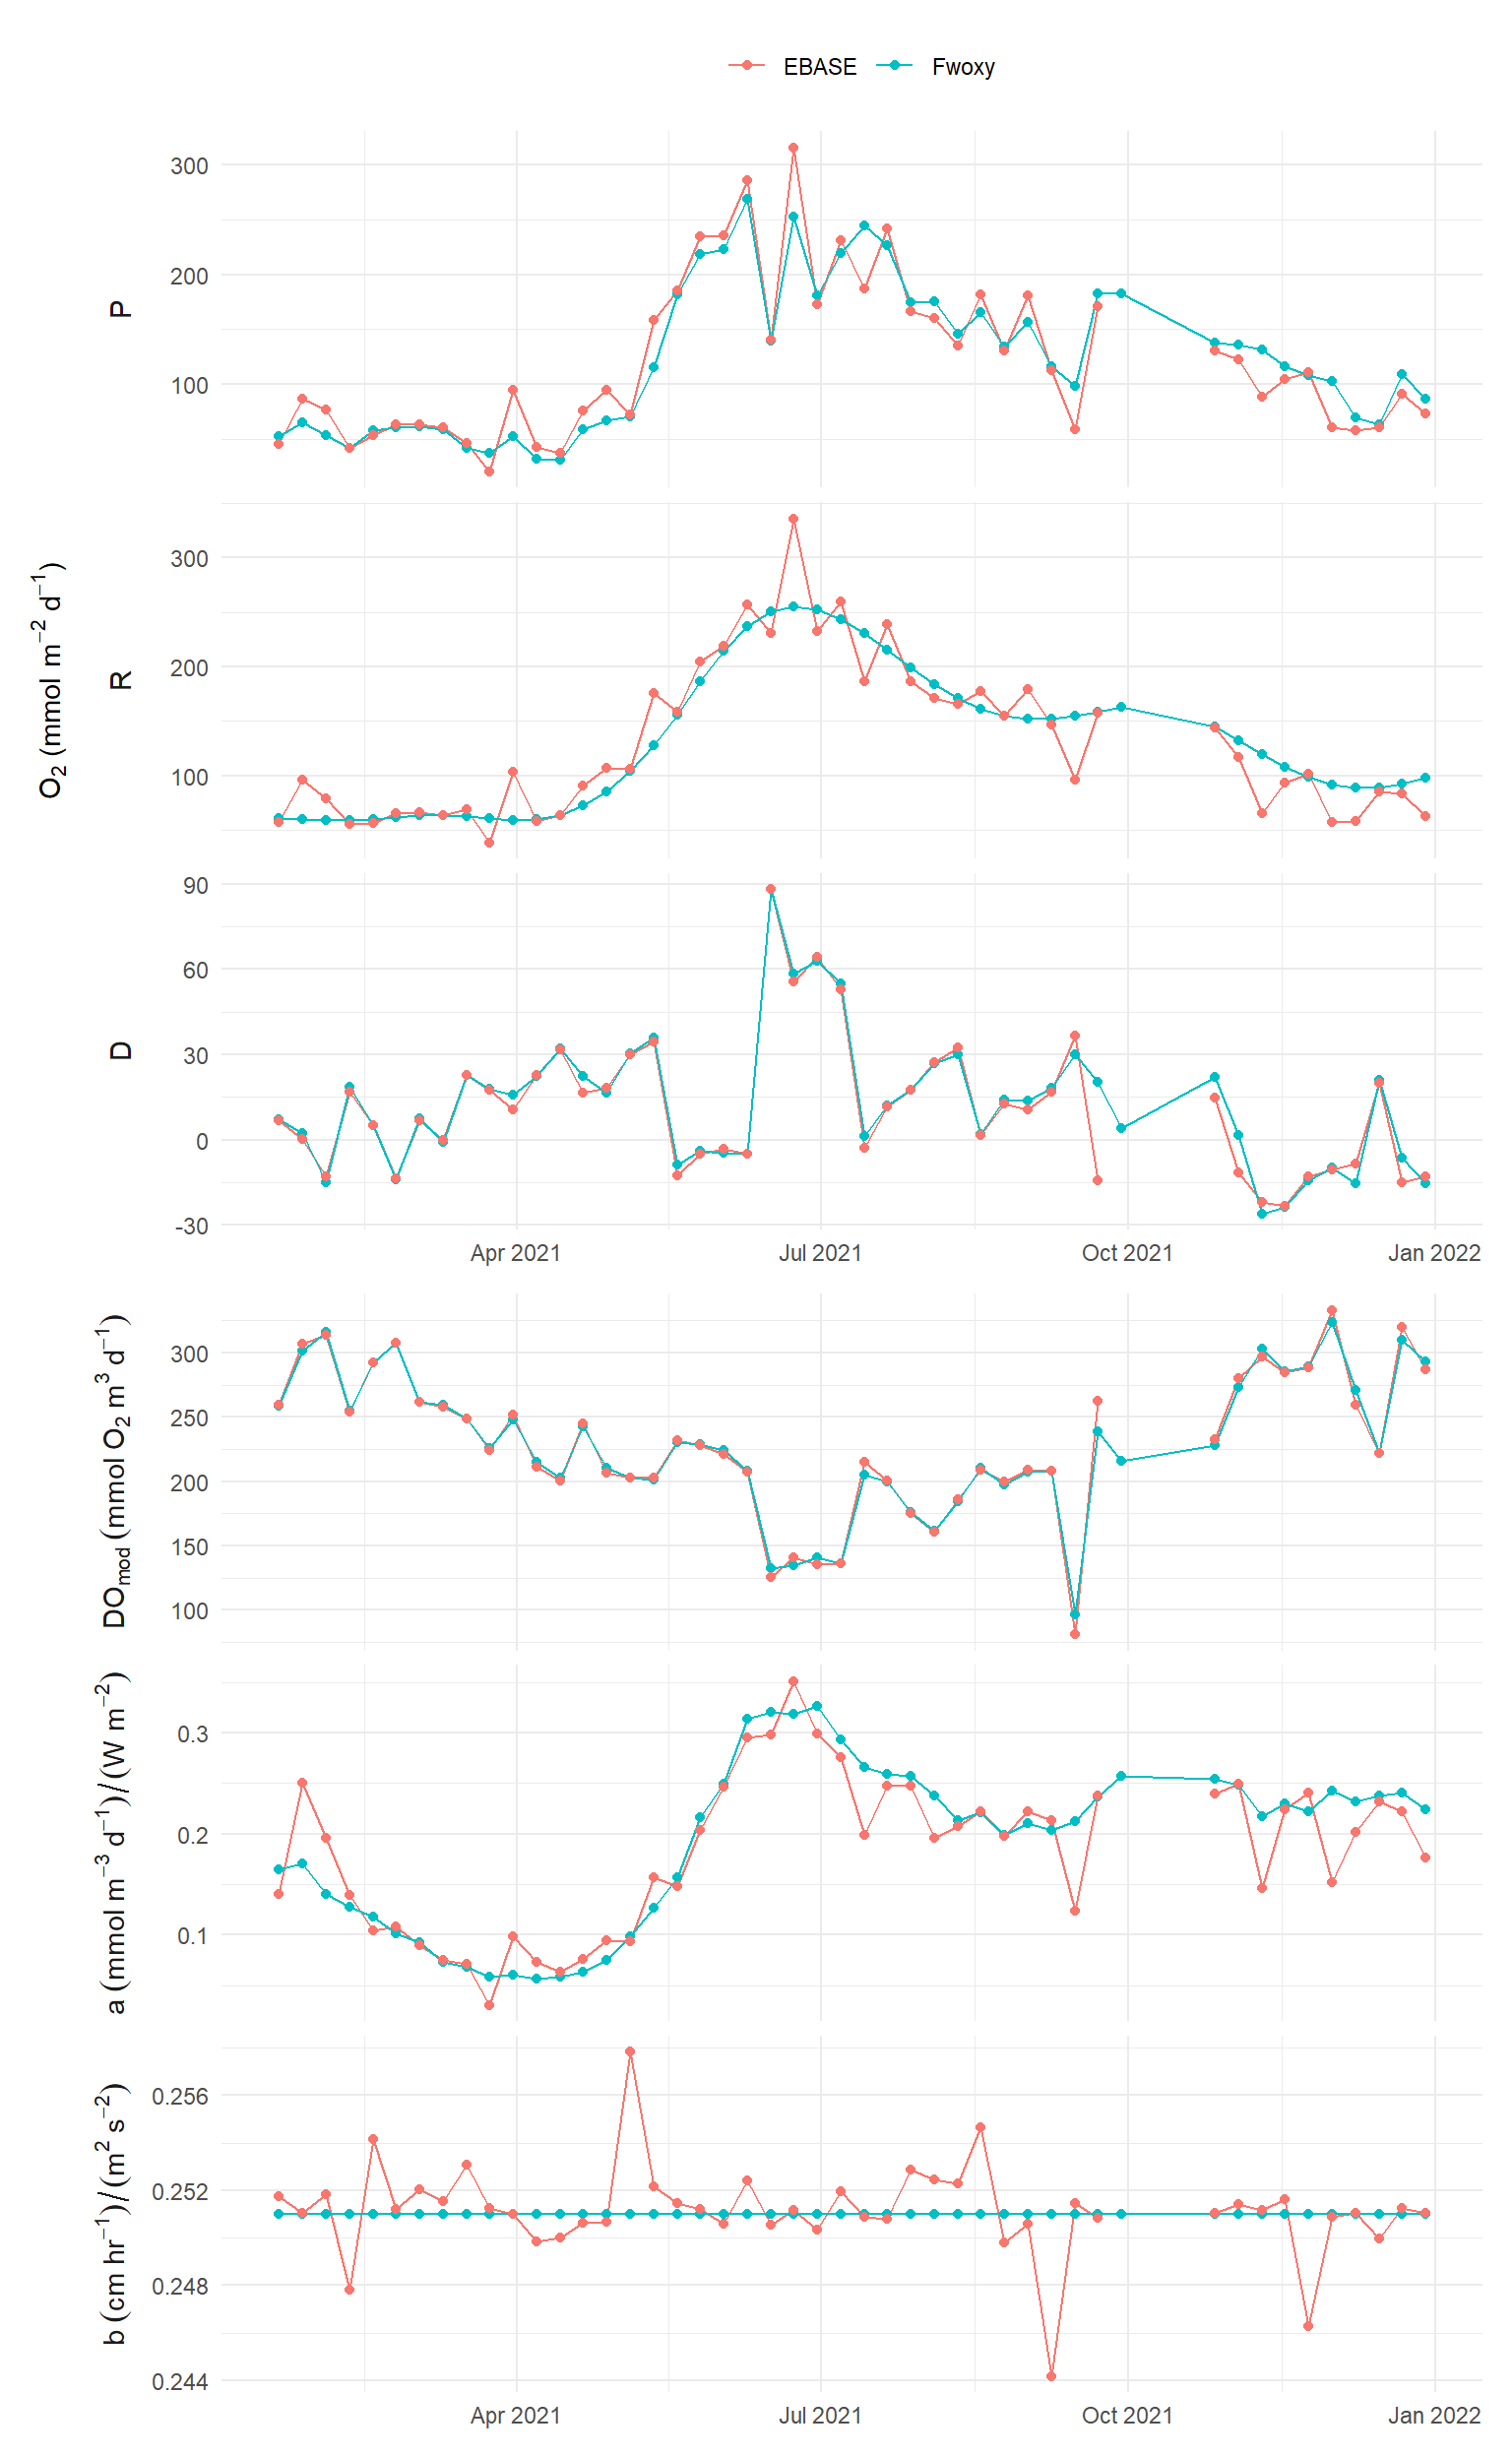 EBASE Fwoxy
300
200
100
P
300
200
100
R
O₂ (mmol m⁻² d⁻¹)
90
60
30
0
-30
D
Apr 2021 Jul 2021 Oct 2021 Jan 2022
300
250
200
150
100
DOmod (mmol O₂ m³ d⁻¹)
0.3
0.2
0.1
a (mmol m⁻³ d⁻¹)/(W m⁻²)
0.256
0.252
0.248
0.244
b (cm hr⁻¹)/(m² s⁻²)
Apr 2021 Jul 2021 Oct 2021 Jan 2022